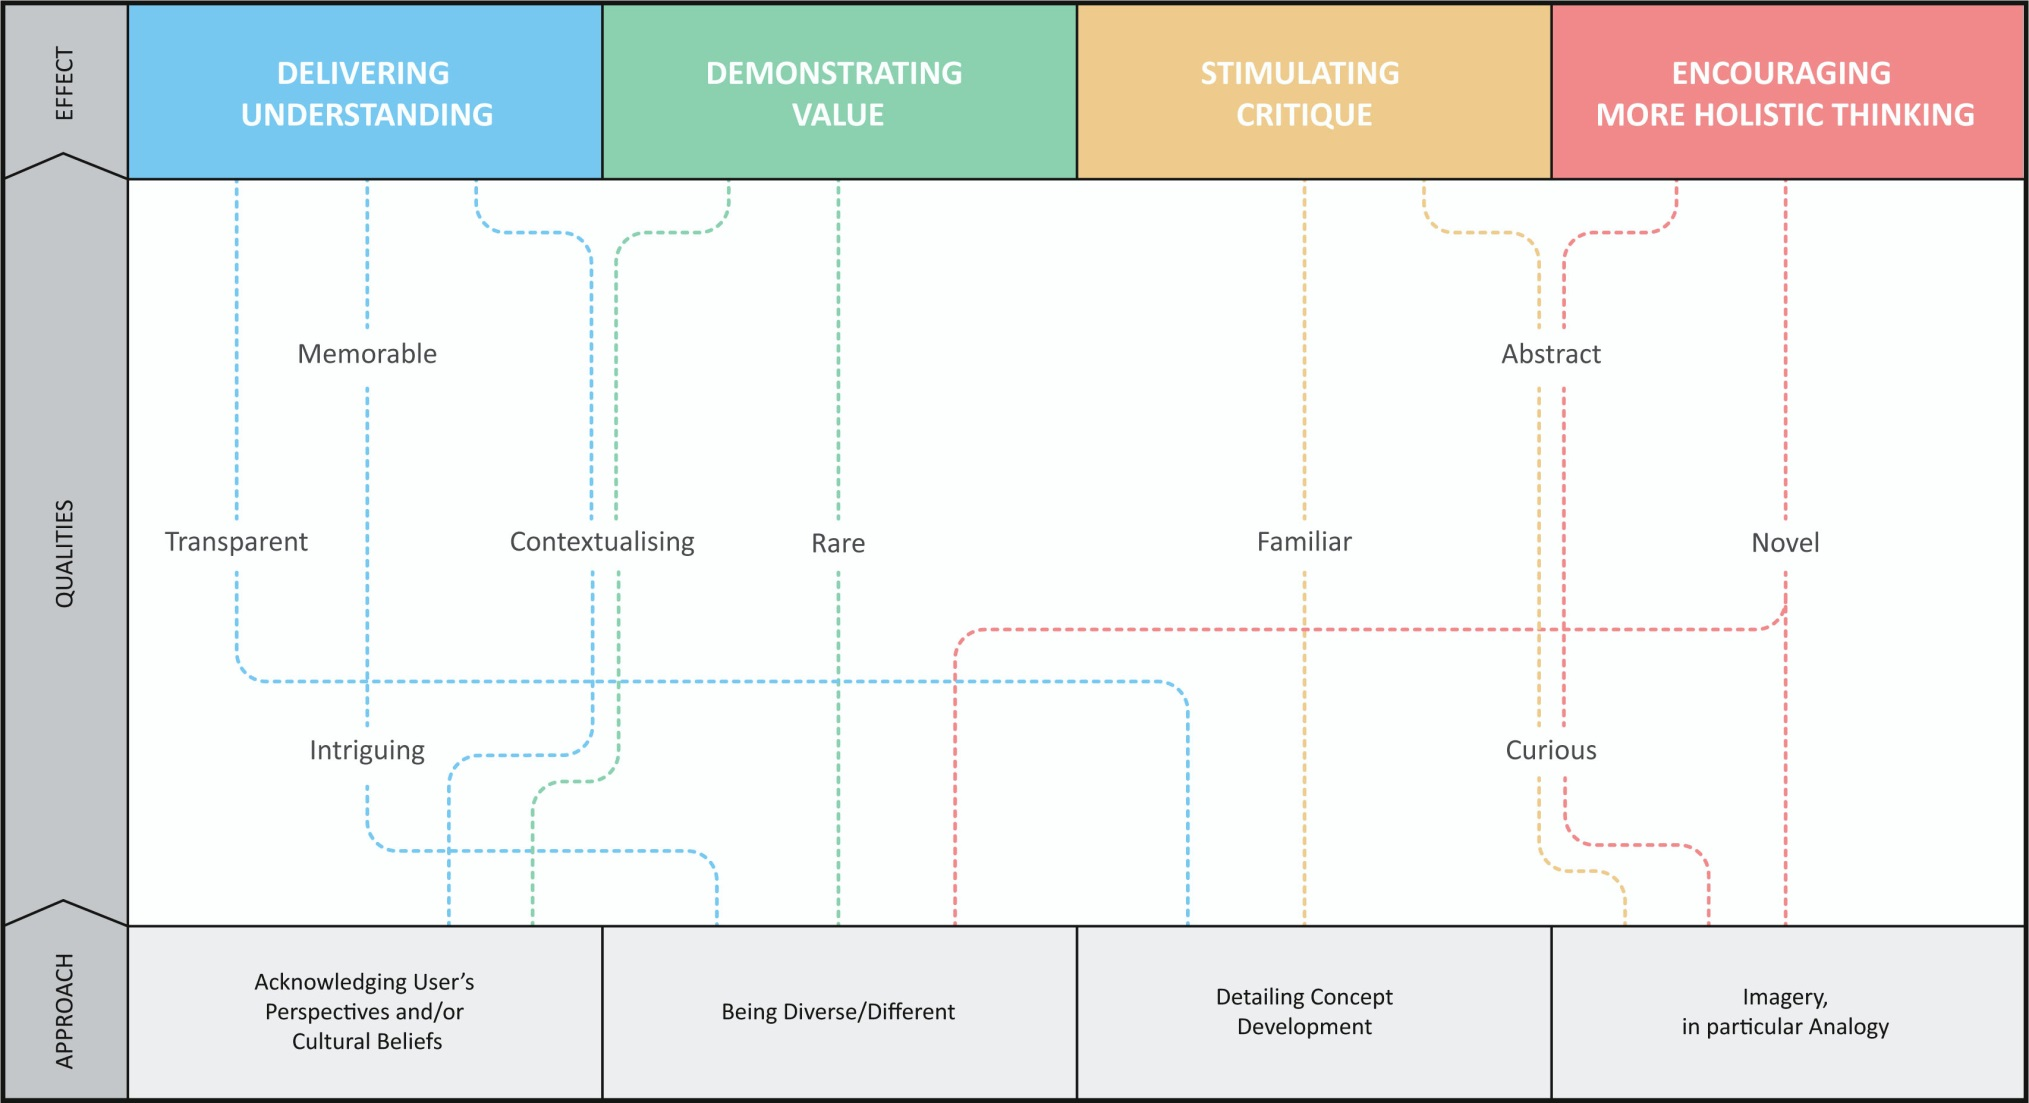 EFFECT
DELIVERING
UNDERSTANDING
DEMONSTRATING
VALUE
STIMULATING
CRITIQUE
ENCOURAGING
MORE HOLISTIC THINKING
QUALITIES
Memorable
Abstract
Transparent
Contextualising
Rare
Familiar
Novel
Intriguing
Curious
APPROACH
Acknowledging User’s
Perspectives and/or
Cultural Beliefs
Being Diverse/Different
Detailing Concept
Development
Imagery,
in particular Analogy